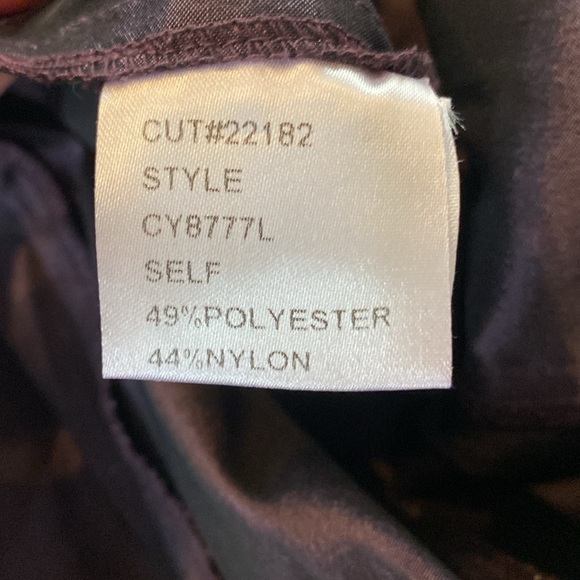 CUT#22182
STYLE
CY8777L
SELF
49%POLYESTER
44%NYLON